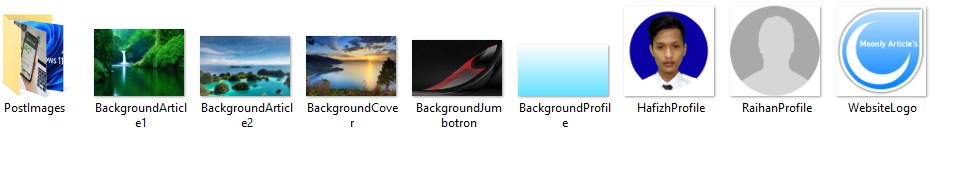 WS 11
Moonly Article's
PostImages
BackgroundArticl
e1
BackgroundArticl
e2
BackgroundCove
r
BackgroundJum
botron
BackgroundProfil
e
HafizhProfile
RaihanProfile
WebsiteLogo